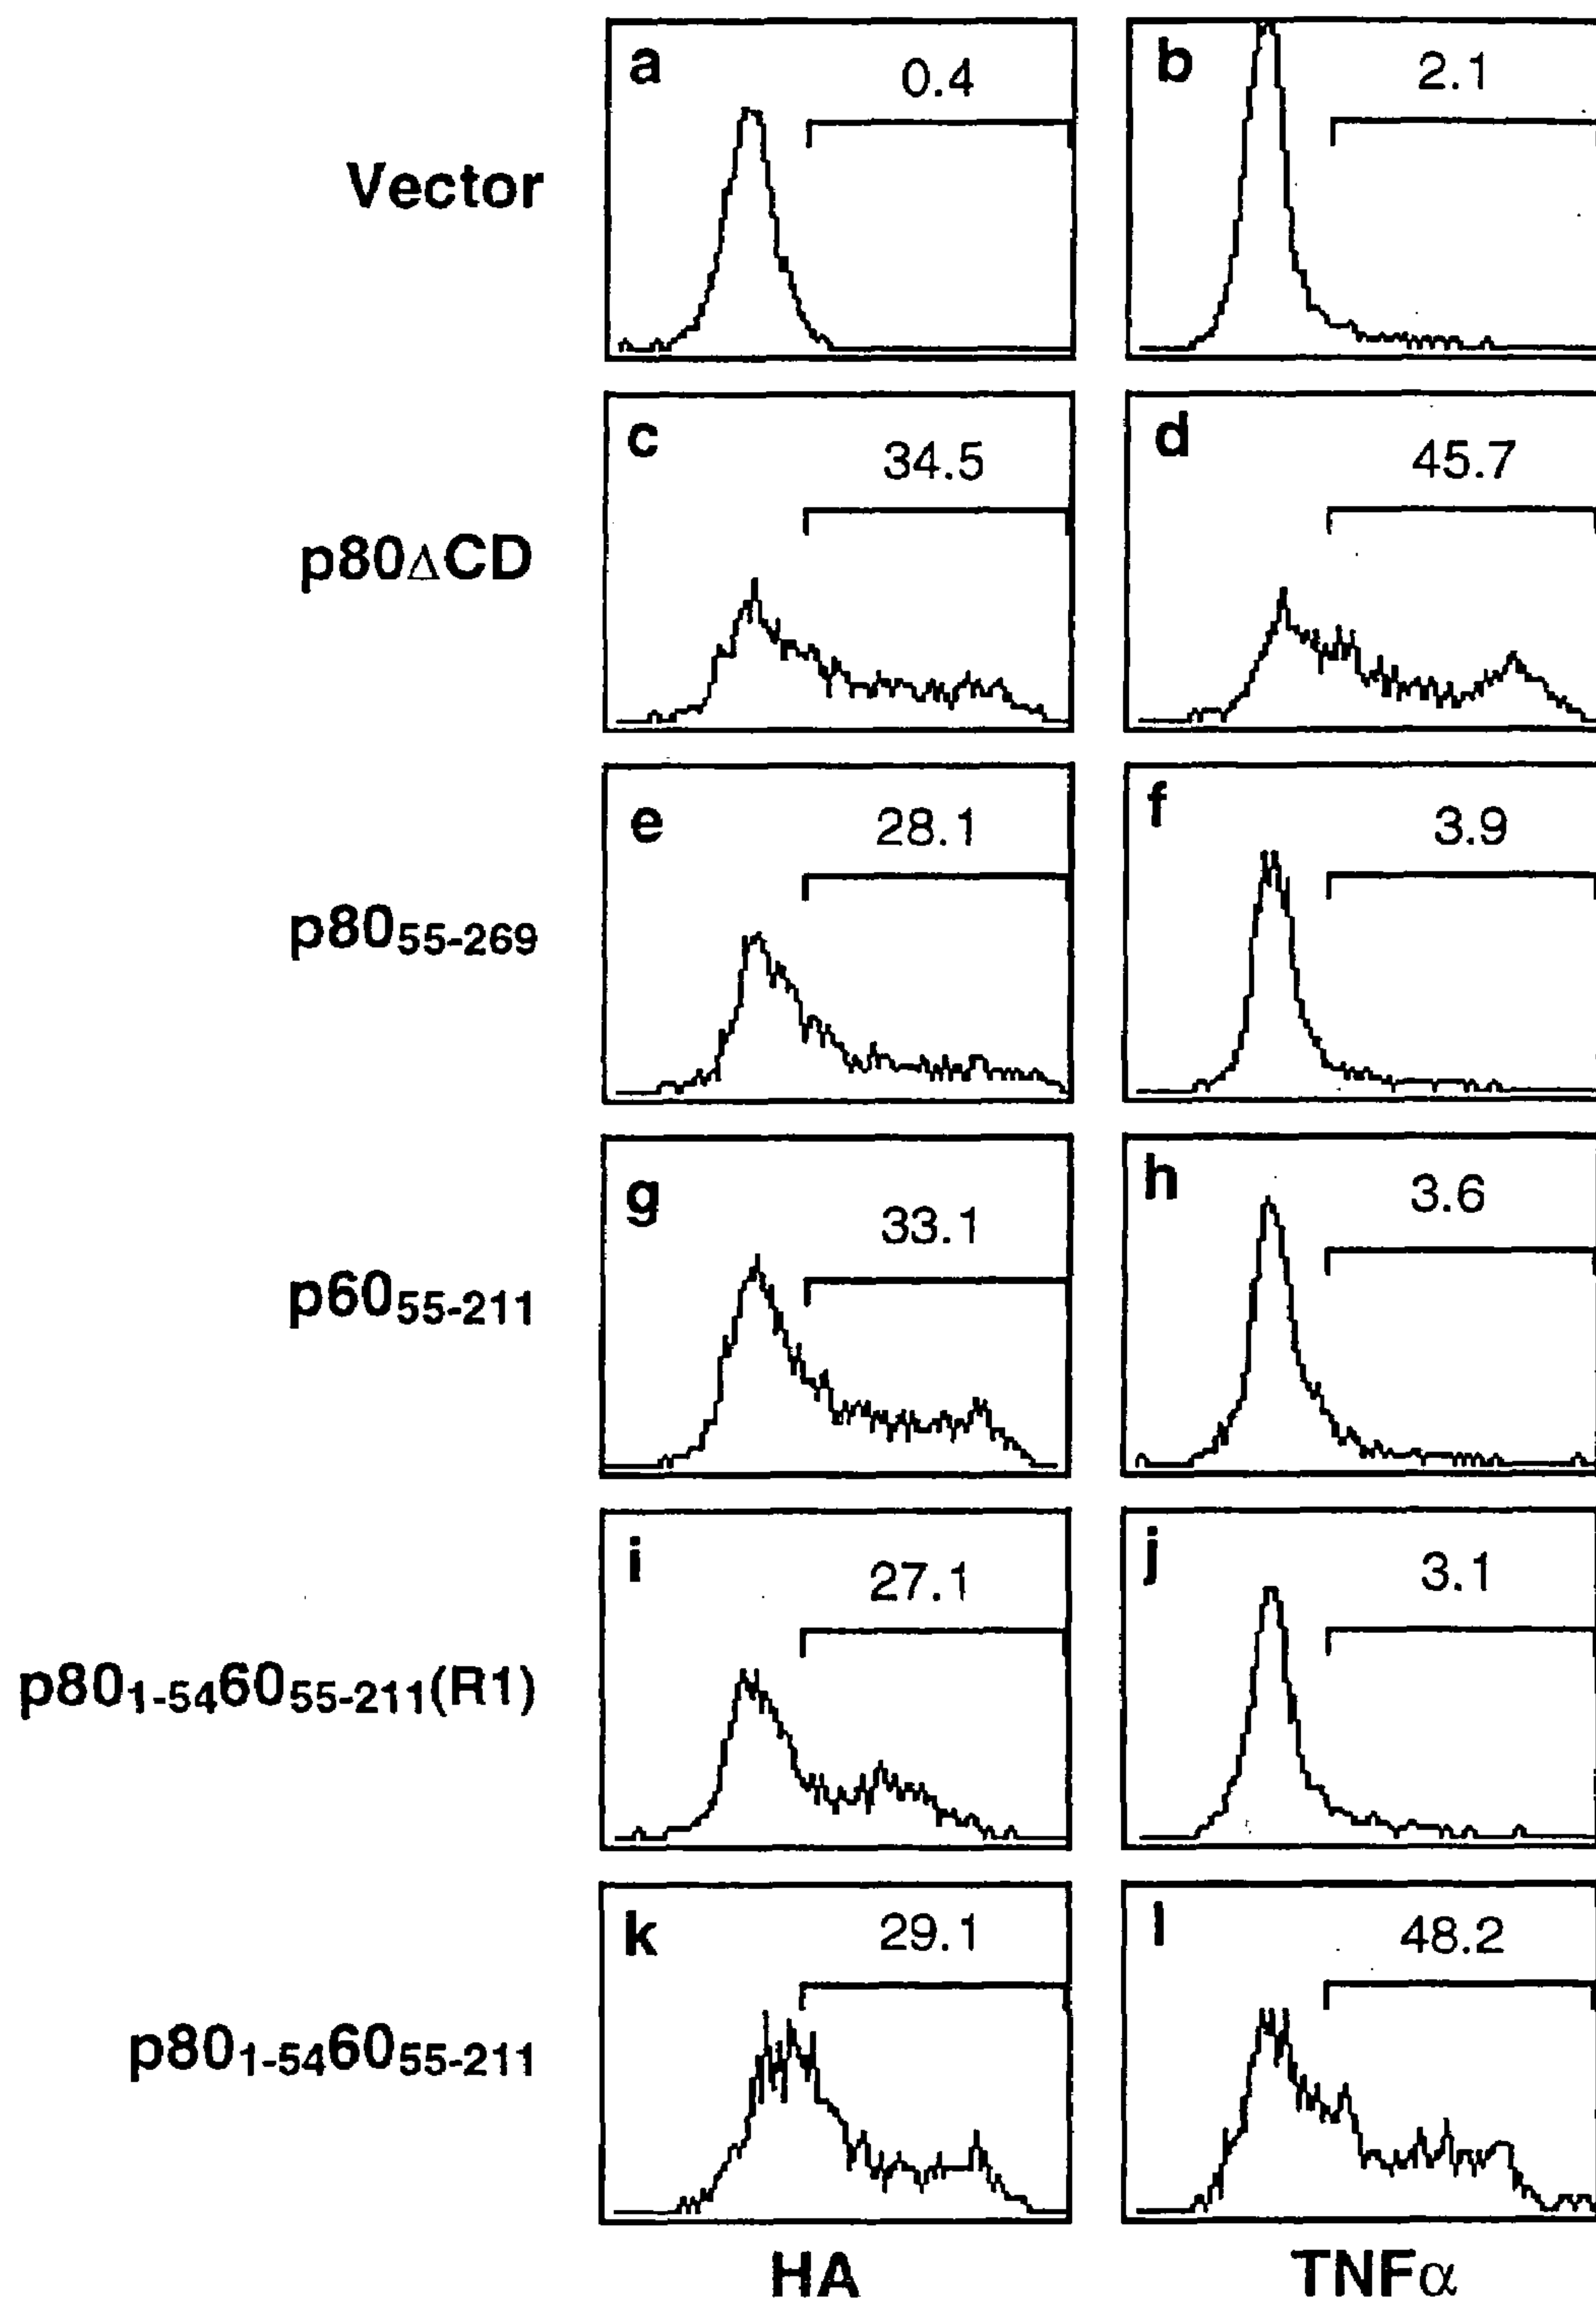 a 0.4 b 2.1
Vector
c 34.5 d 45.7
p80△CD
e 28.1 f 3.9
p80₅₅₋₂₆₉
g 33.1 h 3.6
p60₅₅₋₂₁₁
i 27.1 j 3.1
p80₁₋₅₄60₅₅₋₂₁₁(R1)
k 29.1 l 48.2
p80₁₋₅₄60₅₅₋₂₁₁
HA TNFα